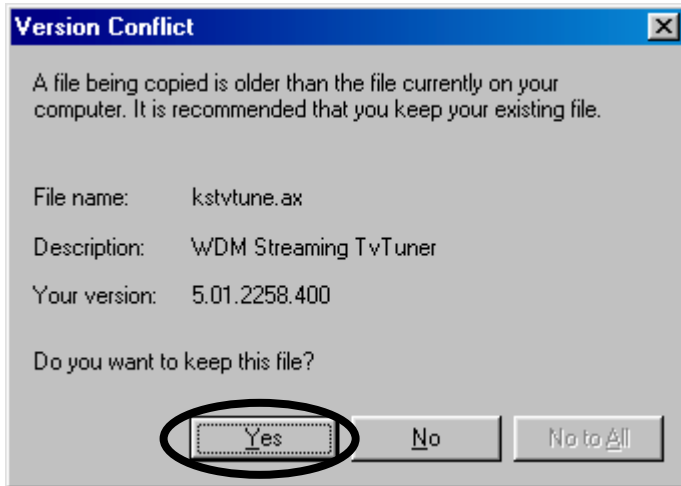 Version Conflict
A file being copied is older than the file currently on your
computer. It is recommended that you keep your existing file.
File name: kstvtune.ax
Description: WDM Streaming TvTuner
Your version: 5.01.2258.400
Do you want to keep this file?
Yes No No to All